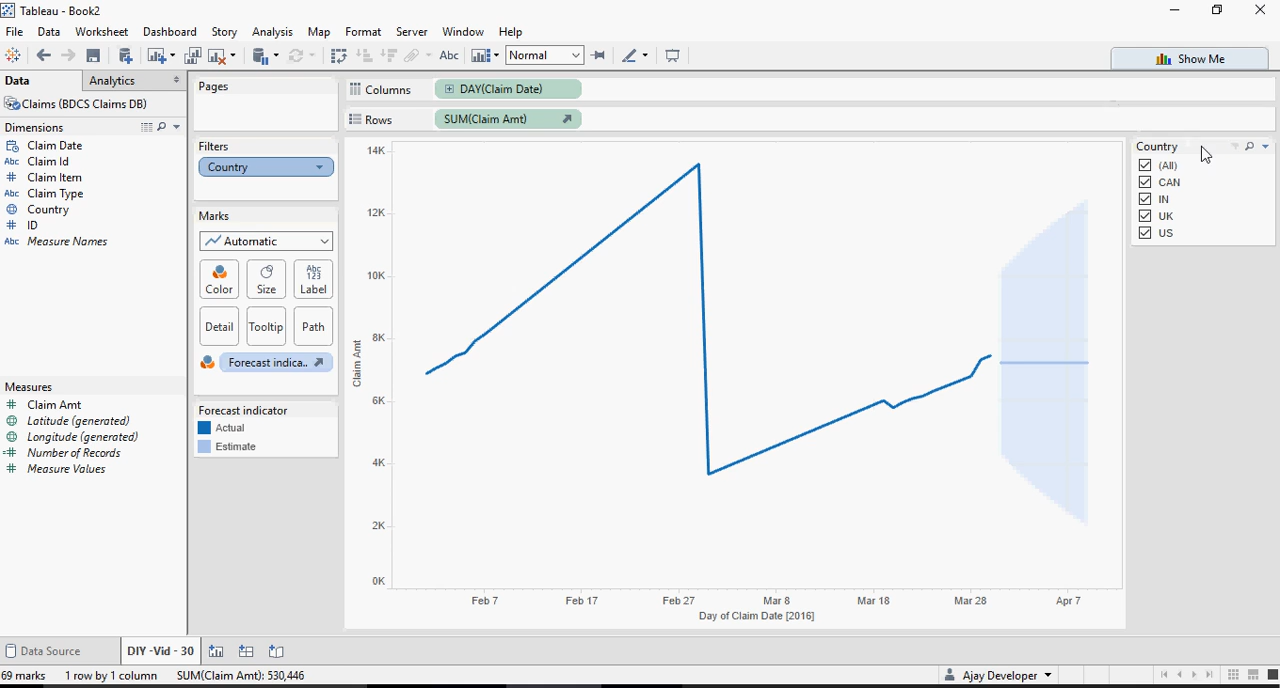 Tableau - Book2
File Data Worksheet Dashboard Story Analysis Map Format Server Window Help
Abc Normal Show Me
Data Analytics
Claims (BDCS Claims DB)
Dimensions
Claim Date
Abc Claim Id
# Claim Item
Abc Claim Type
Country
# ID
Abc Measure Names
Measures
# Claim Amt
Latitude (generated)
Longitude (generated)
# Number of Records
# Measure Values
Pages
Filters
Country
Marks
Automatic
Color Size Abc 123 Label
Detail Tooltip Path
Forecast indica..
Forecast indicator
Actual
Estimate
Columns DAY(Claim Date)
Rows SUM(Claim Amt)
14K
12K
10K
8K
6K
4K
2K
0K
Claim Amt
Feb 7 Feb 17 Feb 27 Mar 8 Mar 18 Mar 28 Apr 7
Day of Claim Date [2016]
Country
(All)
CAN
IN
UK
US
Data Source DIY -Vid - 30
69 marks 1 row by 1 column SUM(Claim Amt): 530,446 Ajay Developer